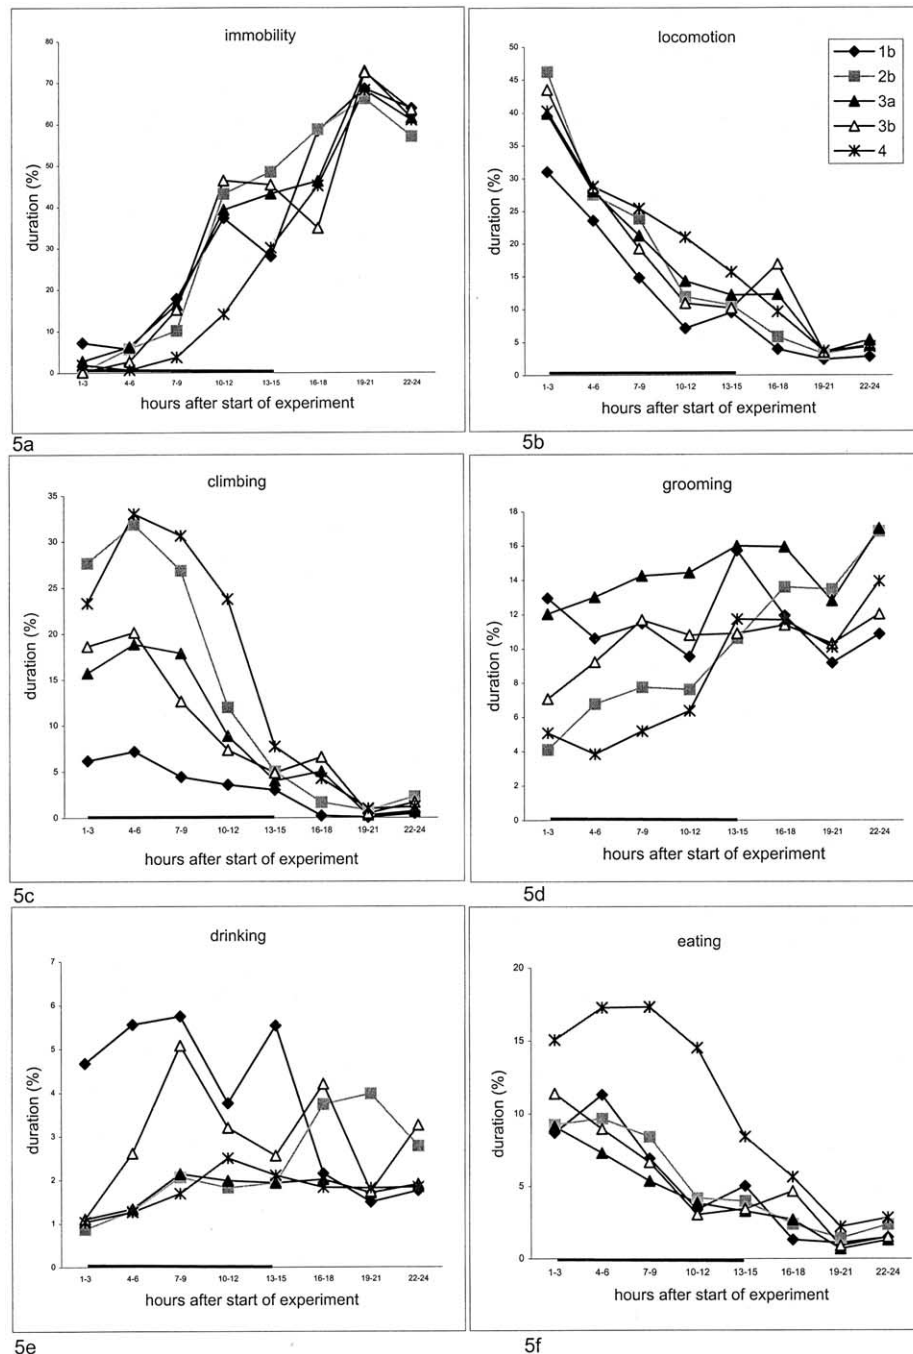 immobility
80
70
60
50
40
30
20
10
0
duration (%)
1-3 4-6 7-9 10-12 13-15 16-18 19-21 22-24
hours after start of experiment
5a
locomotion
50
45
40
35
30
25
20
15
10
5
0
duration (%)
1b
2b
3a
3b
4
1-3 4-6 7-9 10-12 13-15 16-18 19-21 22-24
hours after start of experiment
5b
climbing
35
30
25
20
15
10
5
0
duration (%)
1-3 4-6 7-9 10-12 13-15 16-18 19-21 22-24
hours after start of experiment
5c
grooming
18
16
14
12
10
8
6
4
2
0
duration (%)
1-3 4-6 7-9 10-12 13-15 16-18 19-21 22-24
hours after start of experiment
5d
drinking
7
6
5
4
3
2
1
0
duration (%)
1-3 4-6 7-9 10-12 13-15 16-18 19-21 22-24
hours after start of experiment
5e
eating
20
15
10
5
0
duration (%)
1-3 4-6 7-9 10-12 13-15 16-18 19-21 22-24
hours after start of experiment
5f